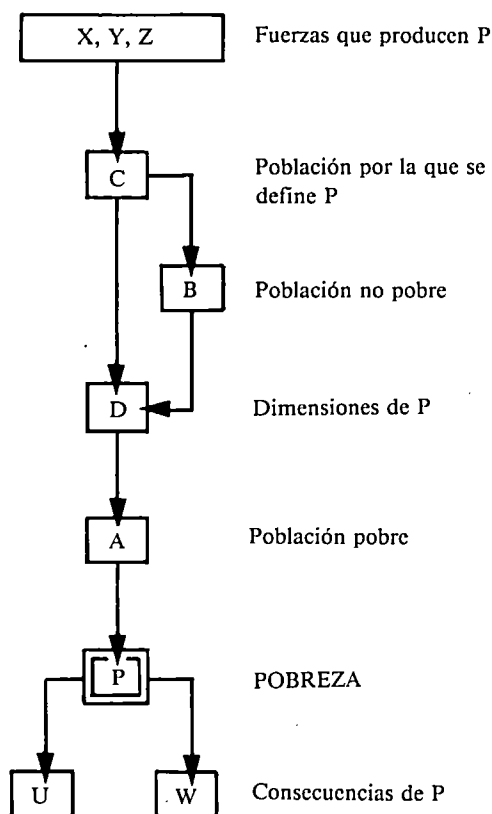 X, Y, Z Fuerzas que producen P
C Población por la que se
define P
B Población no pobre
D Dimensiones de P
A Población pobre
P POBREZA
U W Consecuencias de P